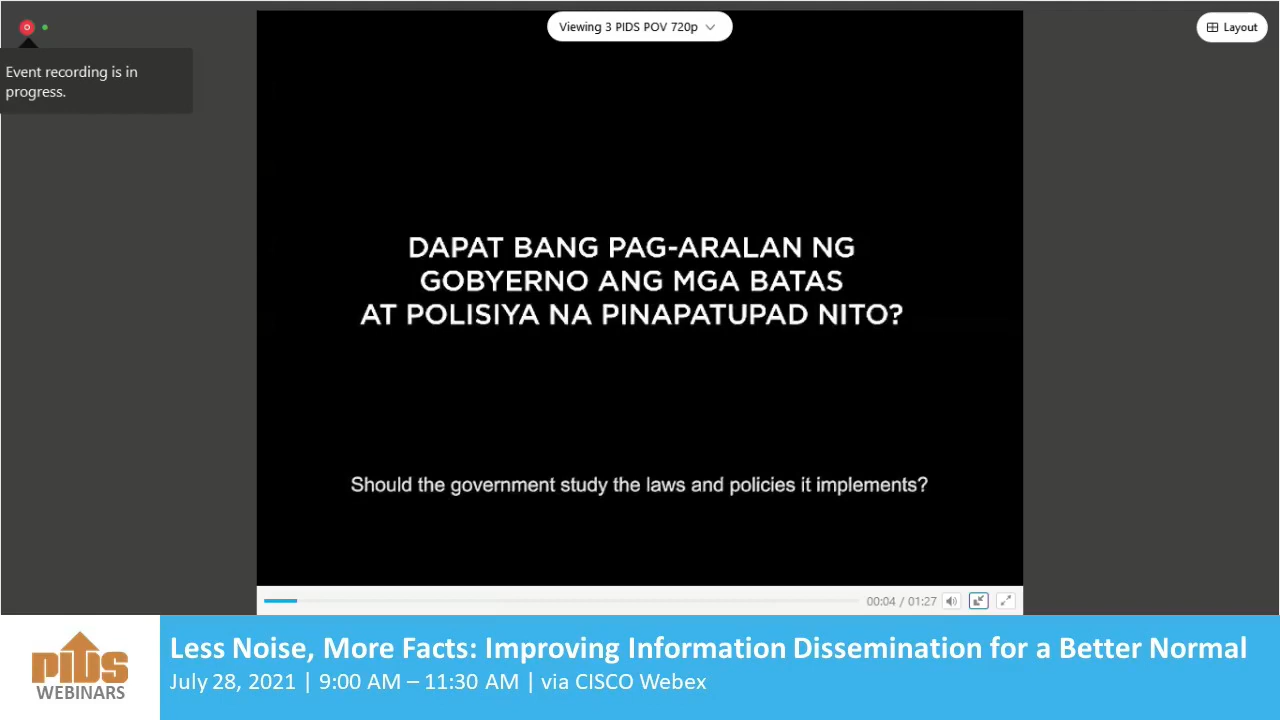 Viewing 3 PIDS POV 720p
Layout
Event recording is in
progress.
DAPAT BANG PAG-ARALAN NG
GOBYERNO ANG MGA BATAS
AT POLISIYA NA PINAPATUPAD NITO?
Should the government study the laws and policies it implements?
00:04 / 01:27
PIDS
WEBINARS
Less Noise, More Facts: Improving Information Dissemination for a Better Normal
July 28, 2021 | 9:00 AM – 11:30 AM | via CISCO Webex